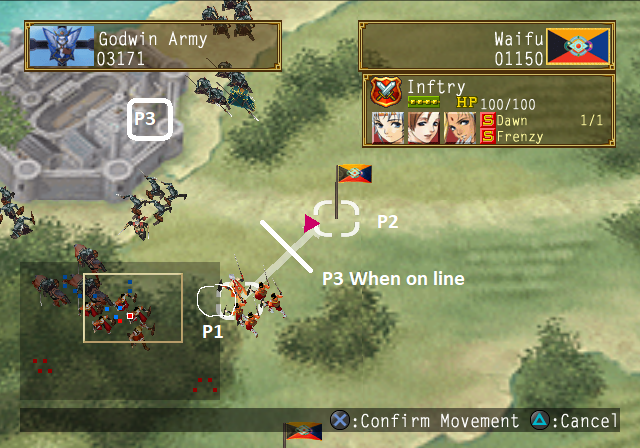 Godwin Army
03171
Waifu
01150
Inftry
HP 100/100
S Dawn 1/1
S Frenzy
P3
P2
P3 When on line
P1
:Confirm Movement :Cancel